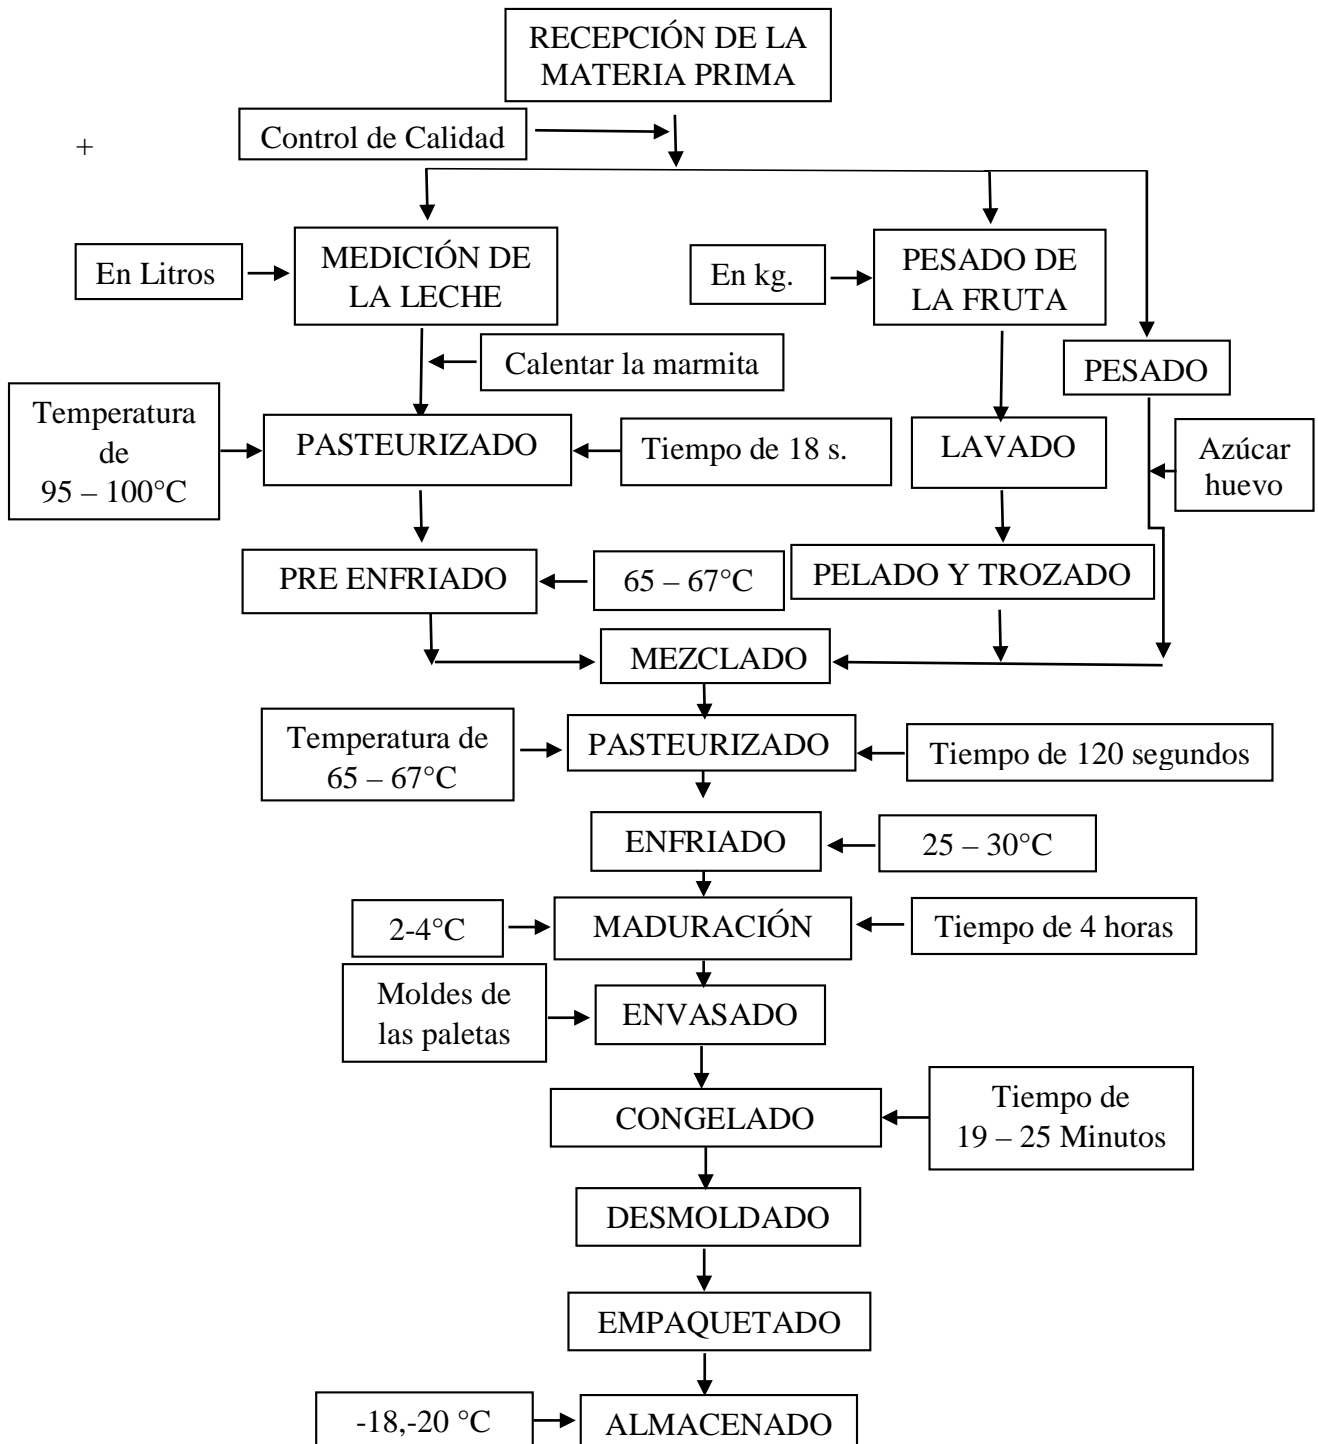 RECEPCIÓN DE LA
MATERIA PRIMA
Control de Calidad
+
MEDICIÓN DE
LA LECHE
En Litros
En kg.
PESADO DE
LA FRUTA
Calentar la marmita
PESADO
Temperatura
de
95 – 100°C
PASTEURIZADO
Tiempo de 18 s.
LAVADO
Azúcar
huevo
PRE ENFRIADO
65 – 67°C
PELADO Y TROZADO
MEZCLADO
Temperatura de
65 – 67°C
PASTEURIZADO
Tiempo de 120 segundos
ENFRIADO
25 – 30°C
2-4°C
MADURACIÓN
Tiempo de 4 horas
Moldes de
las paletas
ENVASADO
CONGELADO
Tiempo de
19 – 25 Minutos
DESMOLDADO
EMPAQUETADO
-18,-20 °C
ALMACENADO